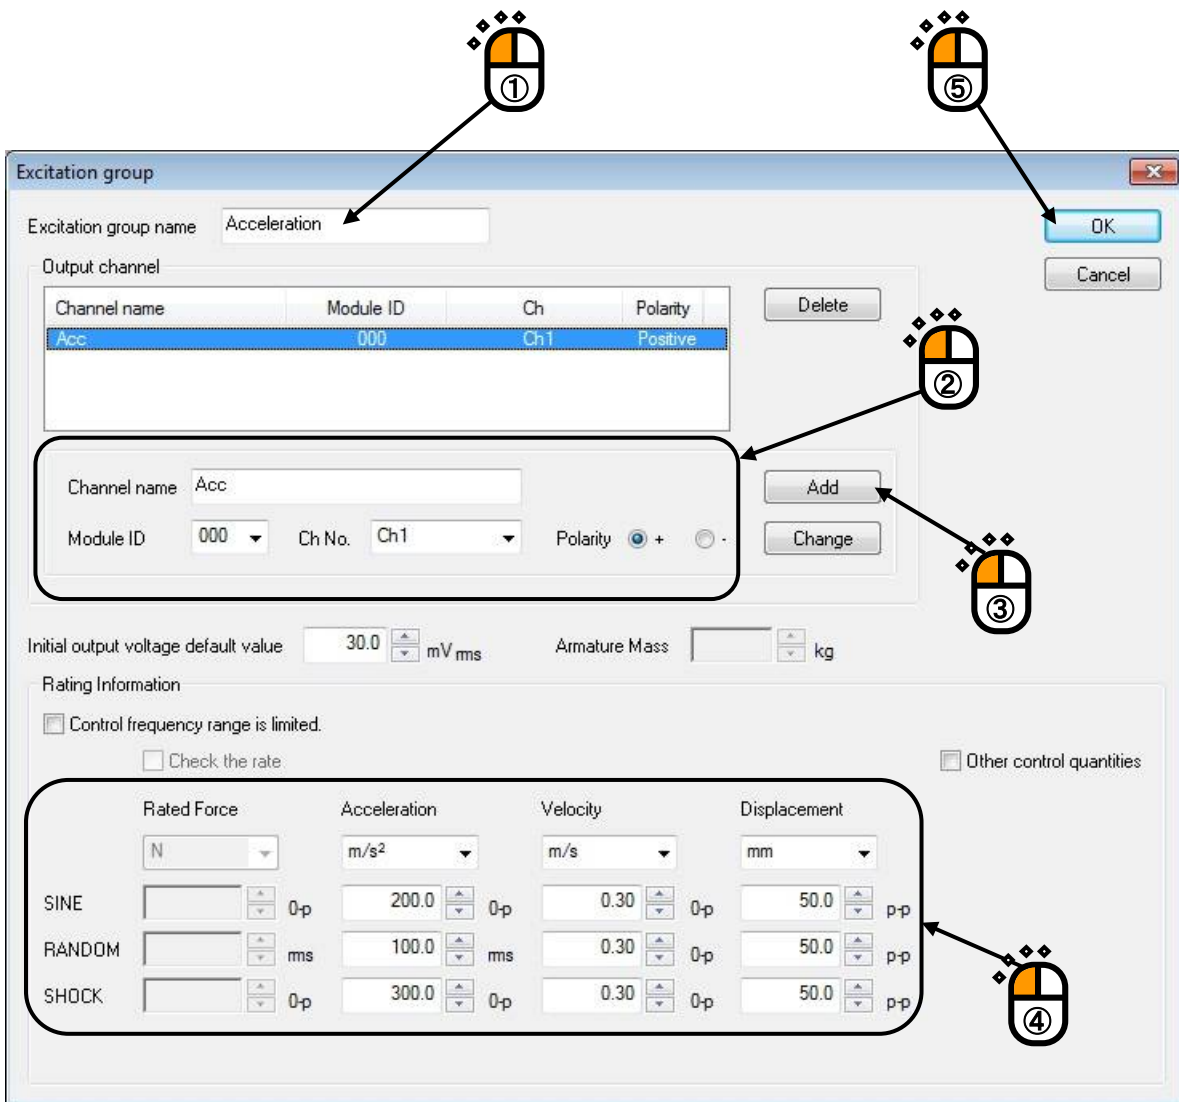 ① ⑤
Excitation group
Excitation group name Acceleration OK
Output channel Cancel
Channel name Module ID Ch Polarity Delete
Acc 000 Ch1 Positive
②
Channel name Acc Add
Module ID 000 Ch No. Ch1 Polarity + - Change
③
Initial output voltage default value 30.0 mV rms Armature Mass kg
Rating Information
Control frequency range is limited.
Check the rate Other control quantities
Rated Force Acceleration Velocity Displacement
N m/s² m/s mm
SINE 0-p 200.0 0-p 0.30 0-p 50.0 p-p
RANDOM rms 100.0 rms 0.30 0-p 50.0 p-p
SHOCK 0-p 300.0 0-p 0.30 0-p 50.0 p-p
④